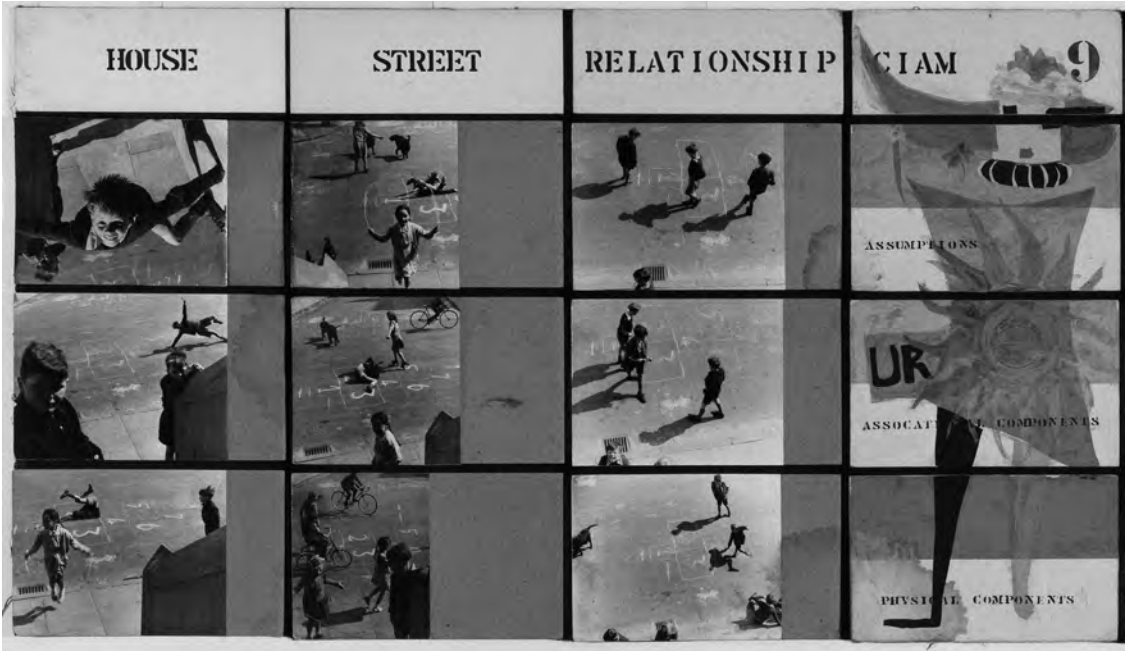 HOUSE
STREET
RELATIONSHIP
CIAM 9
ASSUMPTIONS
UR
COMPONENTS
PHYSICAL COMPONENTS